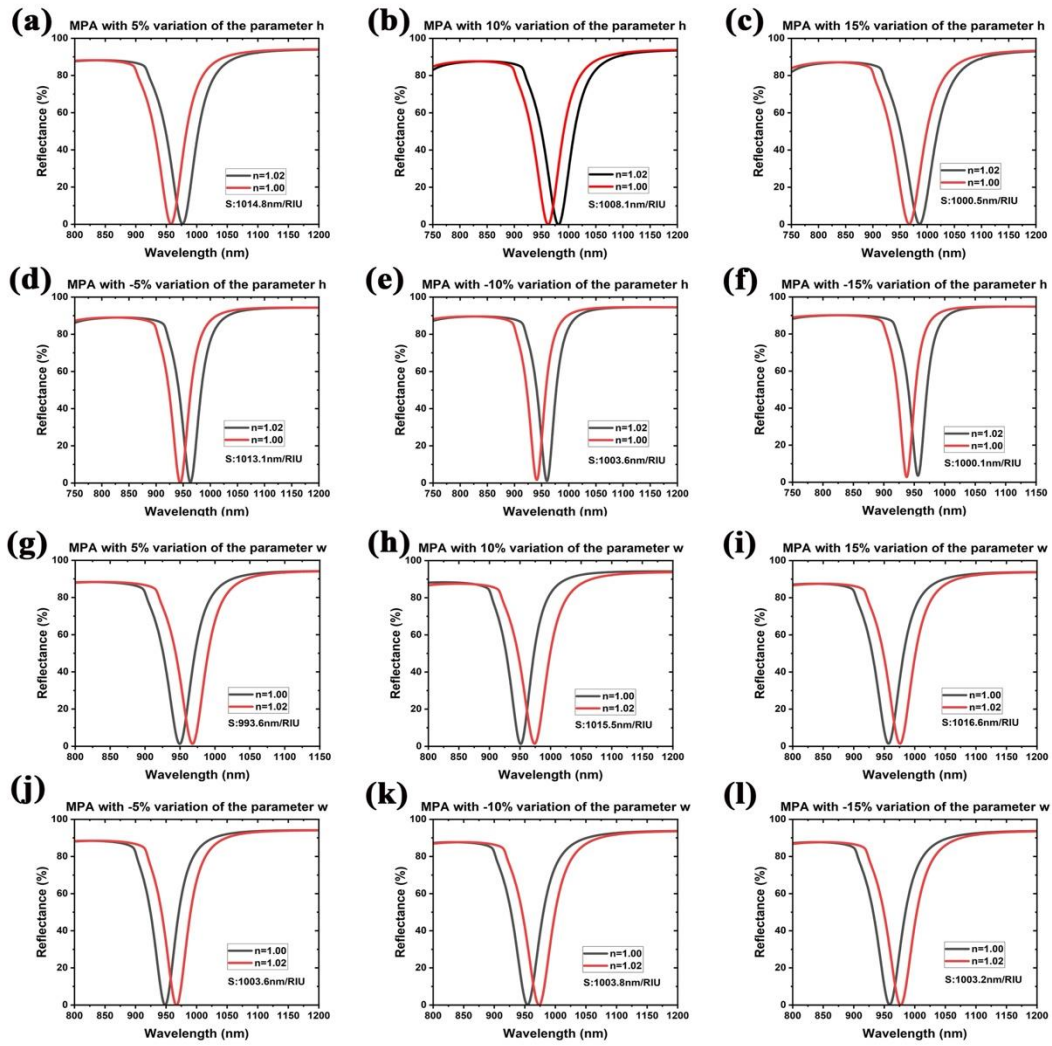 (a)
MPA with 5% variation of the parameter h
Reflectance (%)
100
80
60
40
20
0
n=1.02
n=1.00
S:1014.8nm/RIU
800 850 900 950 1000 1050 1100 1150 1200
Wavelength (nm)
(b)
MPA with 10% variation of the parameter h
Reflectance (%)
100
80
60
40
20
0
n=1.02
n=1.00
S:1008.1nm/RIU
750 800 850 900 950 1000 1050 1100 1150 1200
Wavelength (nm)
(c)
MPA with 15% variation of the parameter h
Reflectance (%)
100
80
60
40
20
0
n=1.02
n=1.00
S:1000.5nm/RIU
750 800 850 900 950 1000 1050 1100 1150 1200
Wavelength (nm)
(d)
MPA with -5% variation of the parameter h
Reflectance (%)
100
80
60
40
20
0
n=1.02
n=1.00
S:1013.1nm/RIU
750 800 850 900 950 1000 1050 1100 1150 1200
Wavelength (nm)
(e)
MPA with -10% variation of the parameter h
Reflectance (%)
100
80
60
40
20
0
n=1.02
n=1.00
S:1003.6nm/RIU
750 800 850 900 950 1000 1050 1100 1150 1200
Wavelength (nm)
(f)
MPA with -15% variation of the parameter h
Reflectance (%)
100
80
60
40
20
0
n=1.02
n=1.00
S:1000.1nm/RIU
750 800 850 900 950 1000 1050 1100 1150 1200
Wavelength (nm)
(g)
MPA with 5% variation of the parameter w
Reflectance (%)
100
80
60
40
20
0
n=1.00
n=1.02
S:993.6nm/RIU
800 850 900 950 1000 1050 1100 1150
Wavelength (nm)
(h)
MPA with 10% variation of the parameter w
Reflectance (%)
100
80
60
40
20
0
n=1.00
n=1.02
S:1015.5nm/RIU
800 850 900 950 1000 1050 1100 1150 1200
Wavelength (nm)
(i)
MPA with 15% variation of the parameter w
Reflectance (%)
100
80
60
40
20
0
n=1.00
n=1.02
S:1016.6nm/RIU
800 850 900 950 1000 1050 1100 1150 1200
Wavelength (nm)
(j)
MPA with -5% variation of the parameter w
Reflectance (%)
100
80
60
40
20
0
n=1.00
n=1.02
S:1003.6nm/RIU
800 850 900 950 1000 1050 1100 1150 1200
Wavelength (nm)
(k)
MPA with -10% variation of the parameter w
Reflectance (%)
100
80
60
40
20
0
n=1.00
n=1.02
S:1003.8nm/RIU
800 850 900 950 1000 1050 1100 1150 1200
Wavelength (nm)
(l)
MPA with -15% variation of the parameter w
Reflectance (%)
100
80
60
40
20
0
n=1.00
n=1.02
S:1003.2nm/RIU
800 850 900 950 1000 1050 1100 1150 1200
Wavelength (nm)